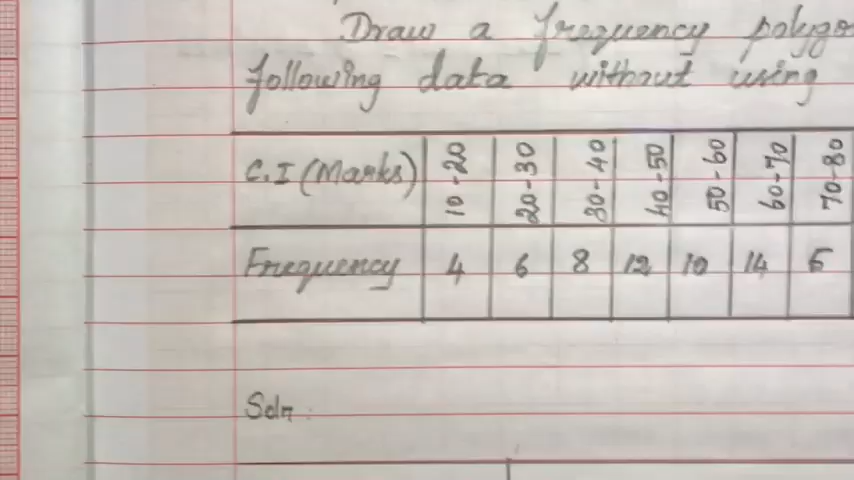 Draw a frequency polygo
following data without using
C.I (Marks) 10-20 20-30 30-40 40-50 50-60 60-70 70-80
Frequency 4 6 8 12 10 14
Soln: